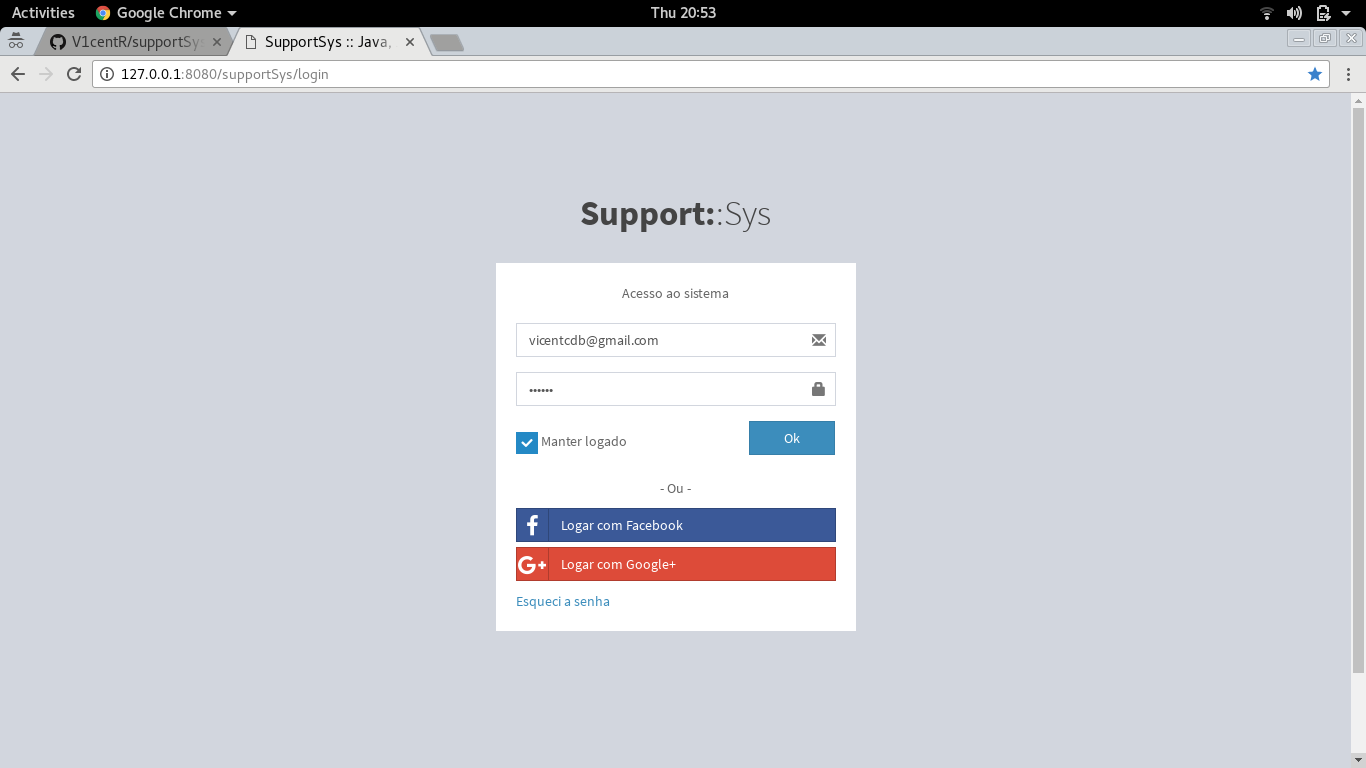 Activities Google Chrome Thu 20:53
V1centR/supportSys SupportSys :: Java,
127.0.0.1:8080/supportSys/login
Support::Sys
Acesso ao sistema
vicentcdb@gmail.com
••••••
Manter logado Ok
- Ou -
Logar com Facebook
G+ Logar com Google+
Esqueci a senha